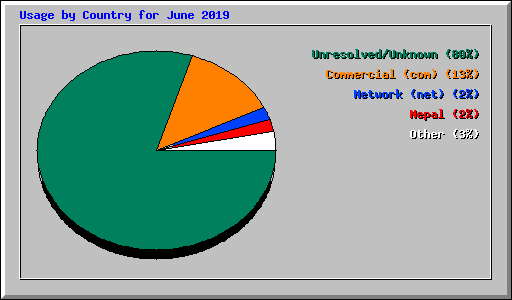 Usage by Country for June 2019
Unresolved/Unknown (80%)
Commercial (com) (13%)
Network (net) (2%)
Nepal (2%)
Other (3%)